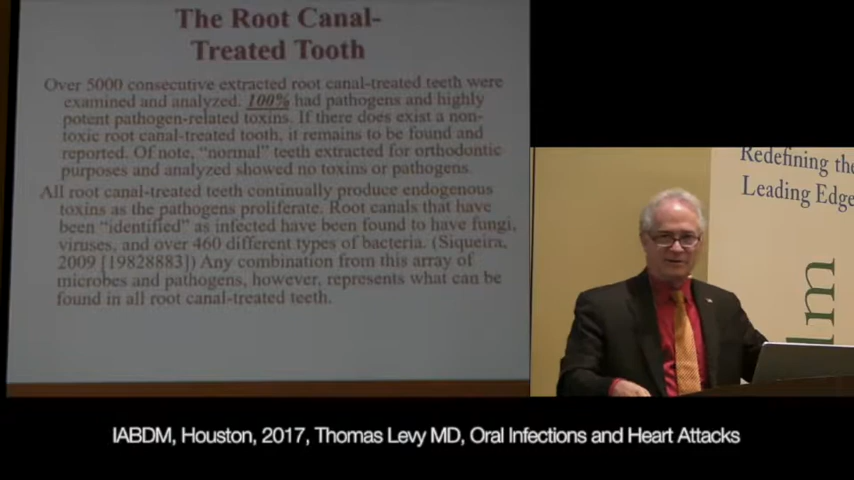 The Root Canal-
Treated Tooth
Over 5000 consecutive extracted root canal-treated teeth were
examined and analyzed. 100% had pathogens and highly
potent pathogen-related toxins. If there does exist a non-
toxic root canal-treated tooth, it remains to be found and
reported. Of note, "normal" teeth extracted for orthodontic
purposes and analyzed showed no toxins or pathogens.
All root canal-treated teeth continually produce endogenous
toxins as the pathogens proliferate. Root canals that have
been "identified" as infected have been found to have fungi,
viruses, and over 460 different types of bacteria. (Siqueira,
2009 [19828883]) Any combination from this array of
microbes and pathogens, however, represents what can be
found in all root canal-treated teeth.
Redefining the
Leading Edge
dm
IABDM, Houston, 2017, Thomas Levy MD, Oral Infections and Heart Attacks